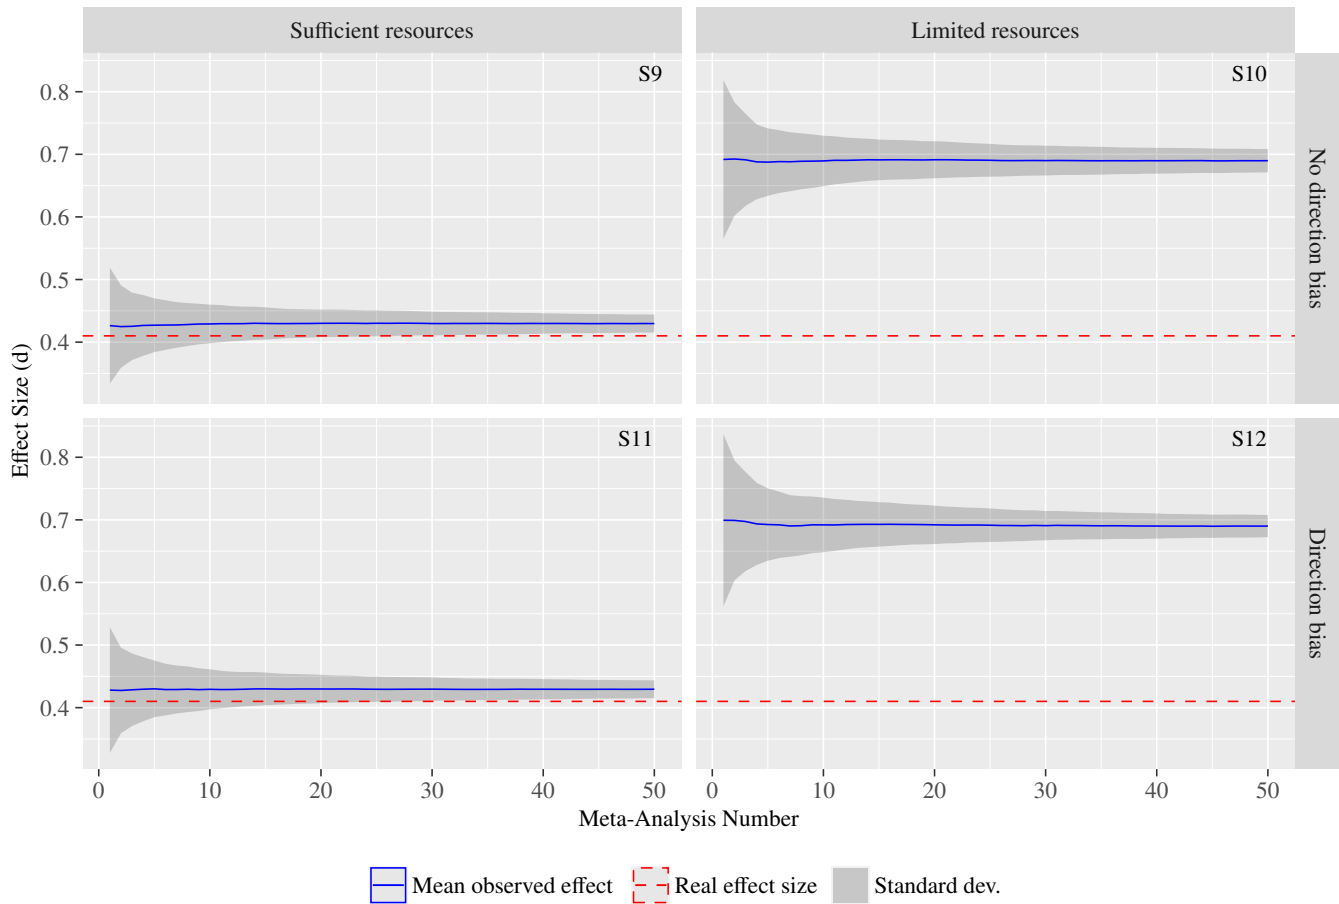 Sufficient resources
Limited resources
S9
S10
No direction bias
0.8
0.7
0.6
0.5
0.4
Effect Size (d)
S11
S12
Direction bias
0.8
0.7
0.6
0.5
0.4
0 10 20 30 40 50
0 10 20 30 40 50
Meta-Analysis Number
Mean observed effect
Real effect size
Standard dev.